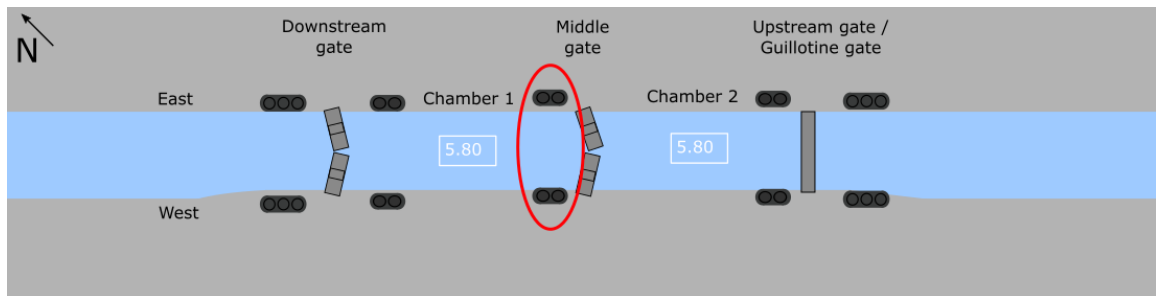 Downstream
gate
Middle
gate
Upstream gate /
Guillotine gate
N
East
Chamber 1
Chamber 2
5.80
5.80
West